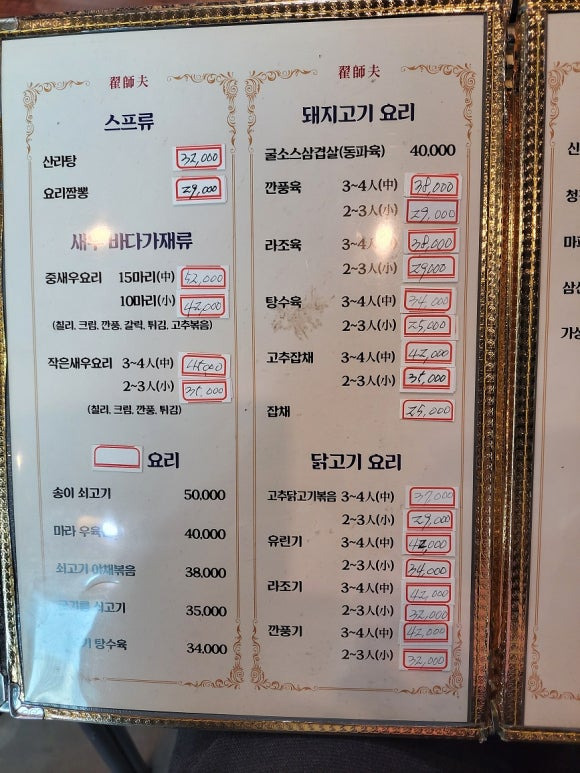 翟師夫
스프류
산라탕 32,000
요리짬뽕 29,000
새우 바다가재류
중새우요리 15마리(中) 52,000
10마리(小) 42,000
(칠리, 크림, 깐풍, 갈릭, 튀김, 고추볶음)
작은새우요리 3~4人(中) 45,000
2~3人(小) 35,000
(칠리, 크림, 깐풍, 튀김)
요리
송이 쇠고기 50.000
마라 40.000
쇠고기 야채볶음 38,000
쇠고기 35.000
탕수육 34.000
翟師夫
돼지고기 요리
굴소스삼겹살(동파육) 40,000
깐풍육 3~4人(中) 38,000
2~3人(小) 29,000
라조육 3~4人(中) 38,000
2~3人(小) 29,000
탕수육 3~4人(中) 34,000
2~3人(小) 25,000
고추잡채 3~4人(中) 42,000
2~3人(小) 35,000
잡채 25,000
닭고기 요리
고추닭고기볶음 3~4人(中) 37,000
2~3人(小) 29,000
유린기 3~4人(中) 42,000
2~3人(小) 34,000
라조기 3~4人(中) 42,000
2~3人(小) 32,000
깐풍기 3~4人(中) 42,000
2~3人(小) 32,000